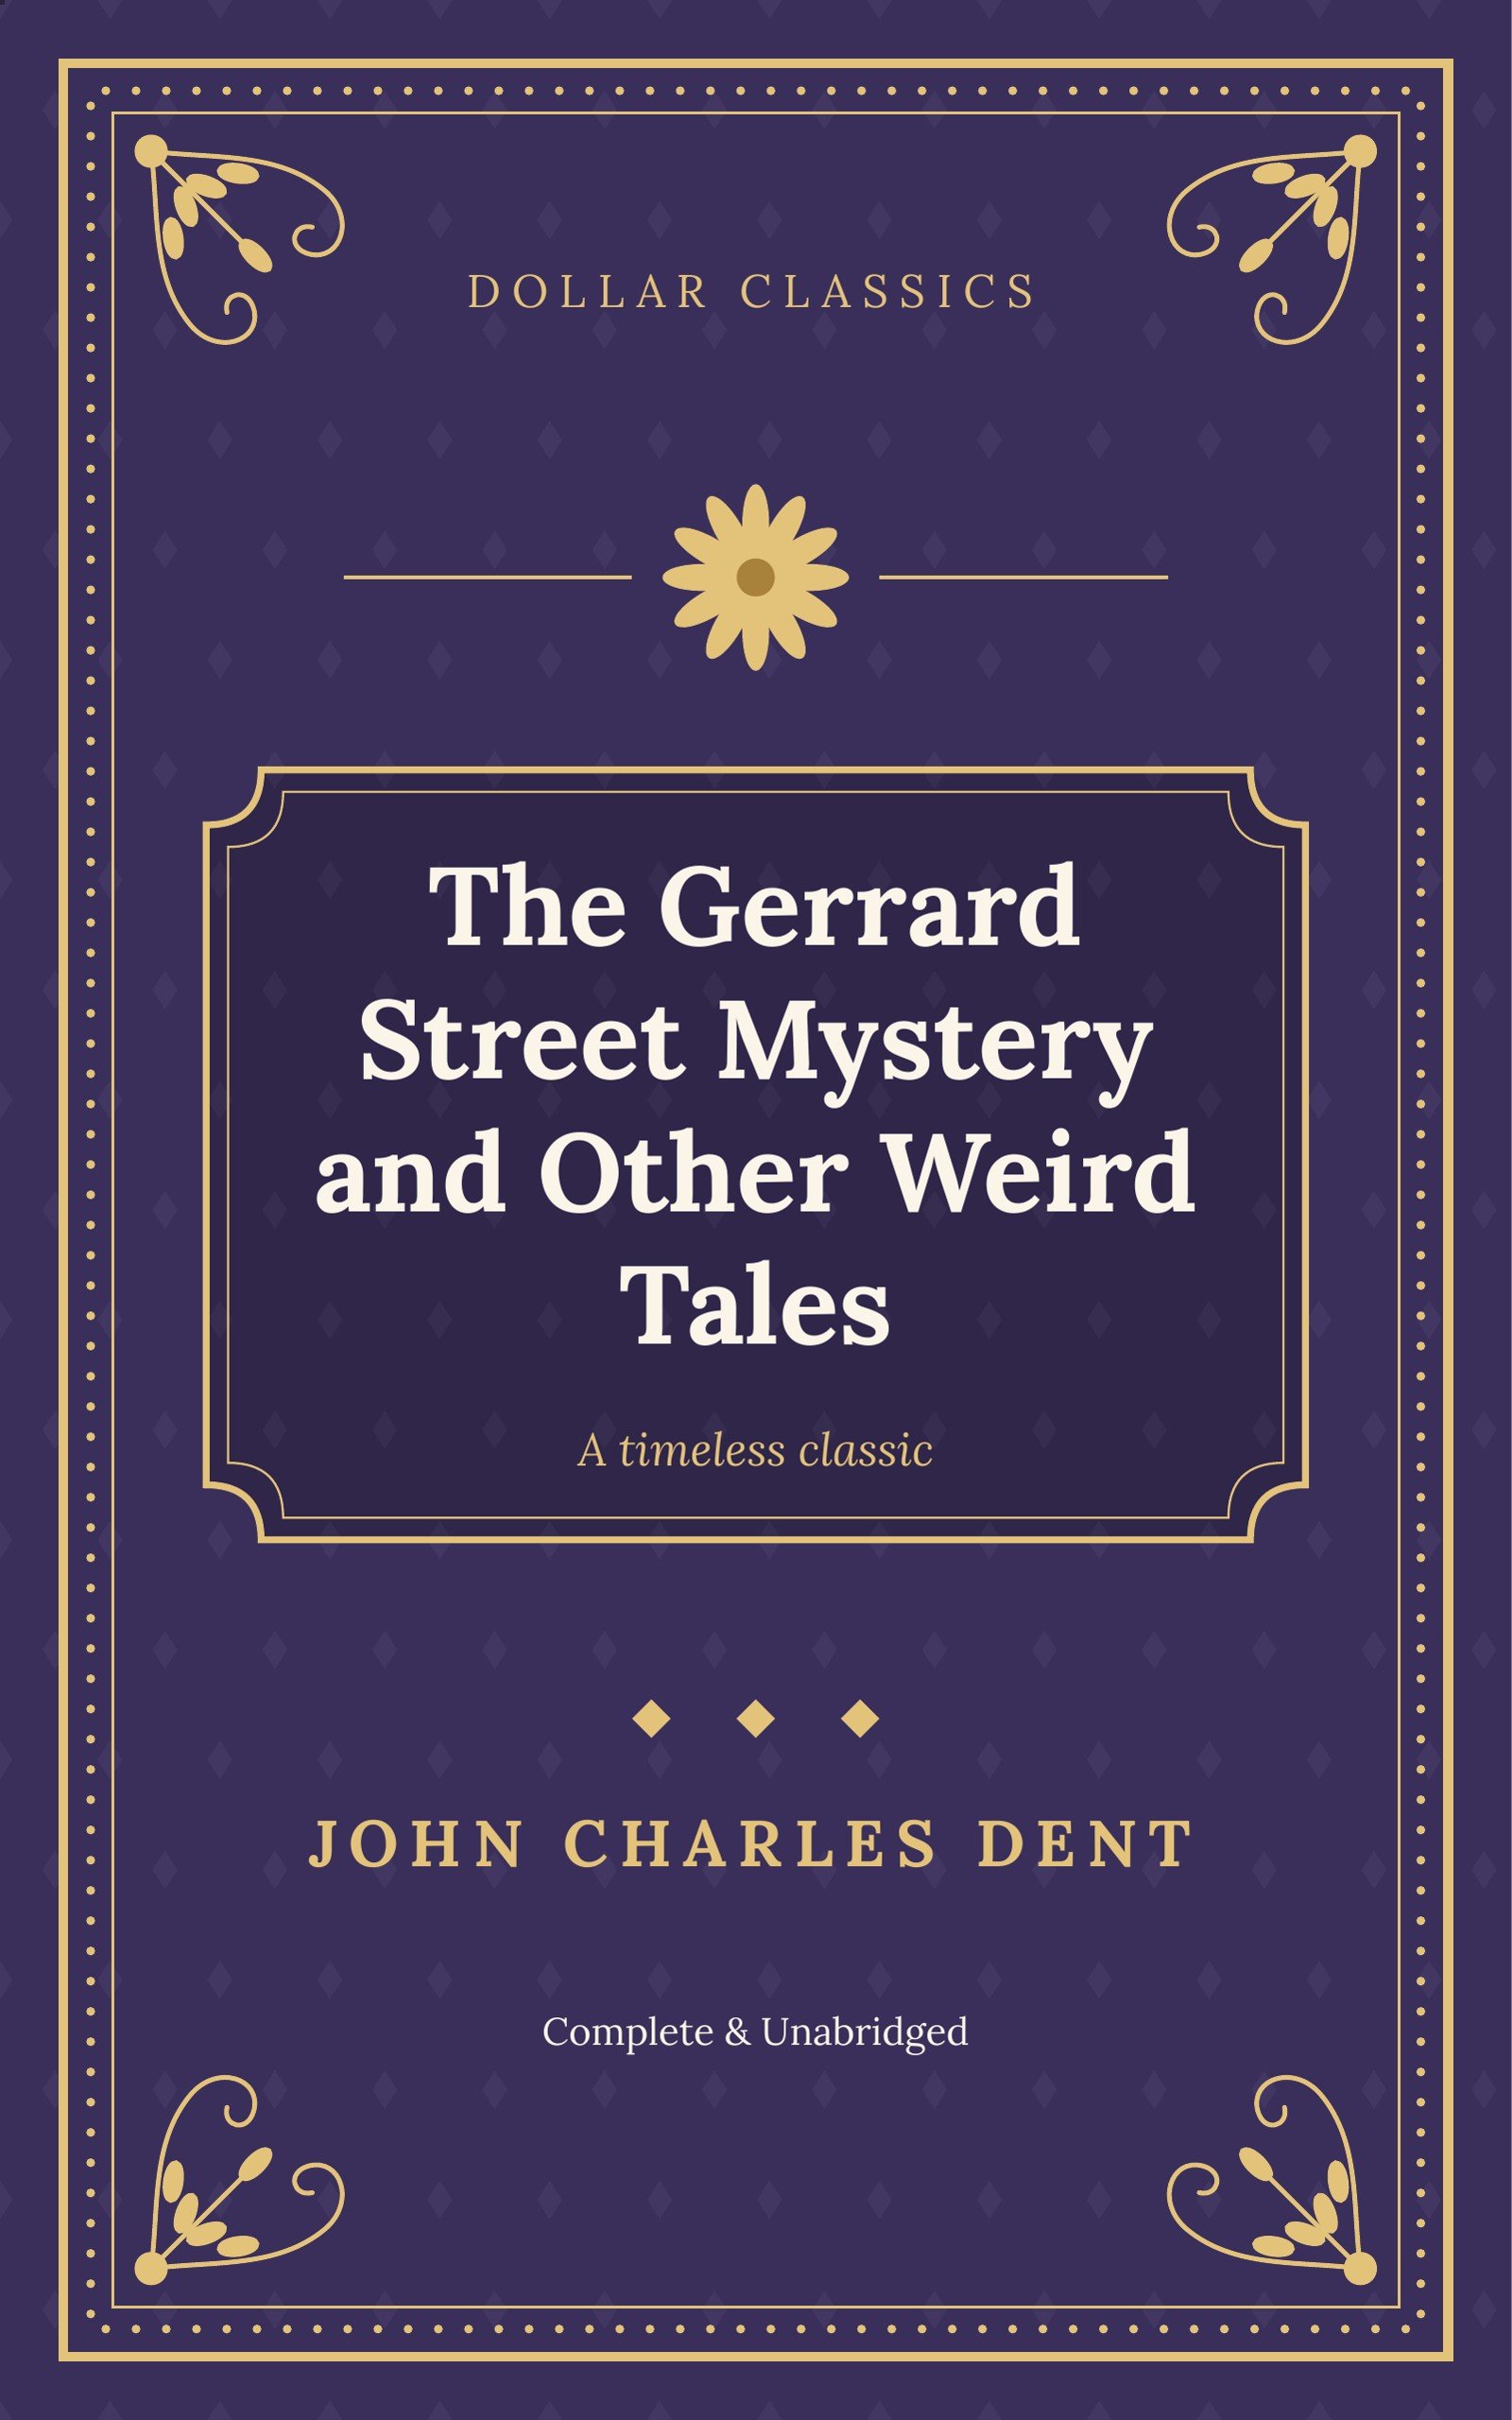 DOLLAR CLASSICS
The Gerrard
Street Mystery
and Other Weird
Tales
A timeless classic
JOHN CHARLES DENT
Complete & Unabridged